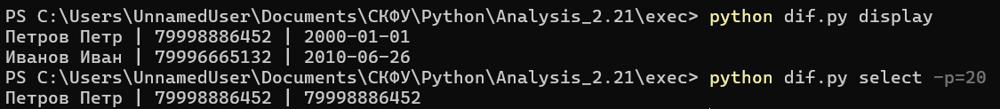 PS C:\Users\UnnamedUser\Documents\СКФУ\Python\Analysis_2.21\exec> python dif.py display
Петров Петр | 79998886452 | 2000-01-01
Иванов Иван | 79996665132 | 2010-06-26
PS C:\Users\UnnamedUser\Documents\СКФУ\Python\Analysis_2.21\exec> python dif.py select -p=20
Петров Петр | 79998886452 | 79998886452